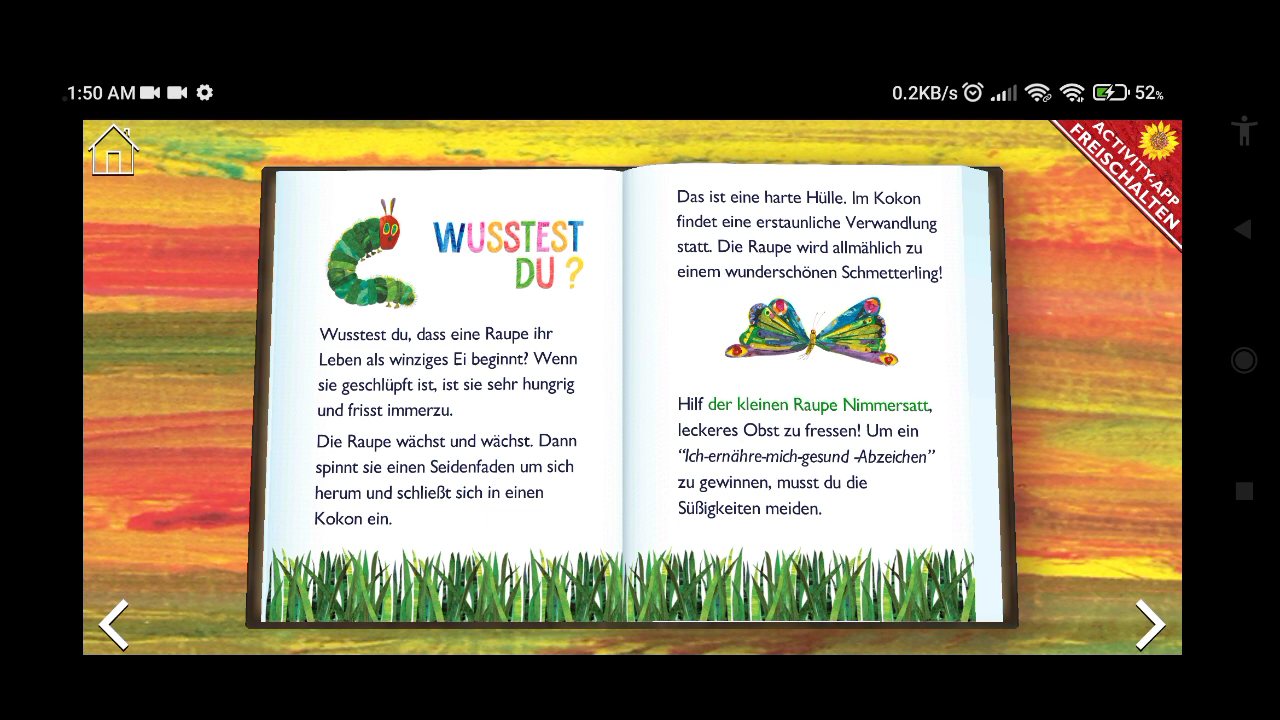 1:50 AM
0.2KB/s
52%
ACTIVITY-APP
FREISCHALTEN
WUSSTEST
DU ?
Wusstest du, dass eine Raupe ihr
Leben als winziges Ei beginnt? Wenn
sie geschlüpft ist, ist sie sehr hungrig
und frisst immerzu.
Die Raupe wächst und wächst. Dann
spinnt sie einen Seidenfaden um sich
herum und schließt sich in einen
Kokon ein.
Das ist eine harte Hülle. Im Kokon
findet eine erstaunliche Verwandlung
statt. Die Raupe wird allmählich zu
einem wunderschönen Schmetterling!
Hilf der kleinen Raupe Nimmersatt,
leckeres Obst zu fressen! Um ein
“Ich-ernähre-mich-gesund -Abzeichen”
zu gewinnen, musst du die
Süßigkeiten meiden.